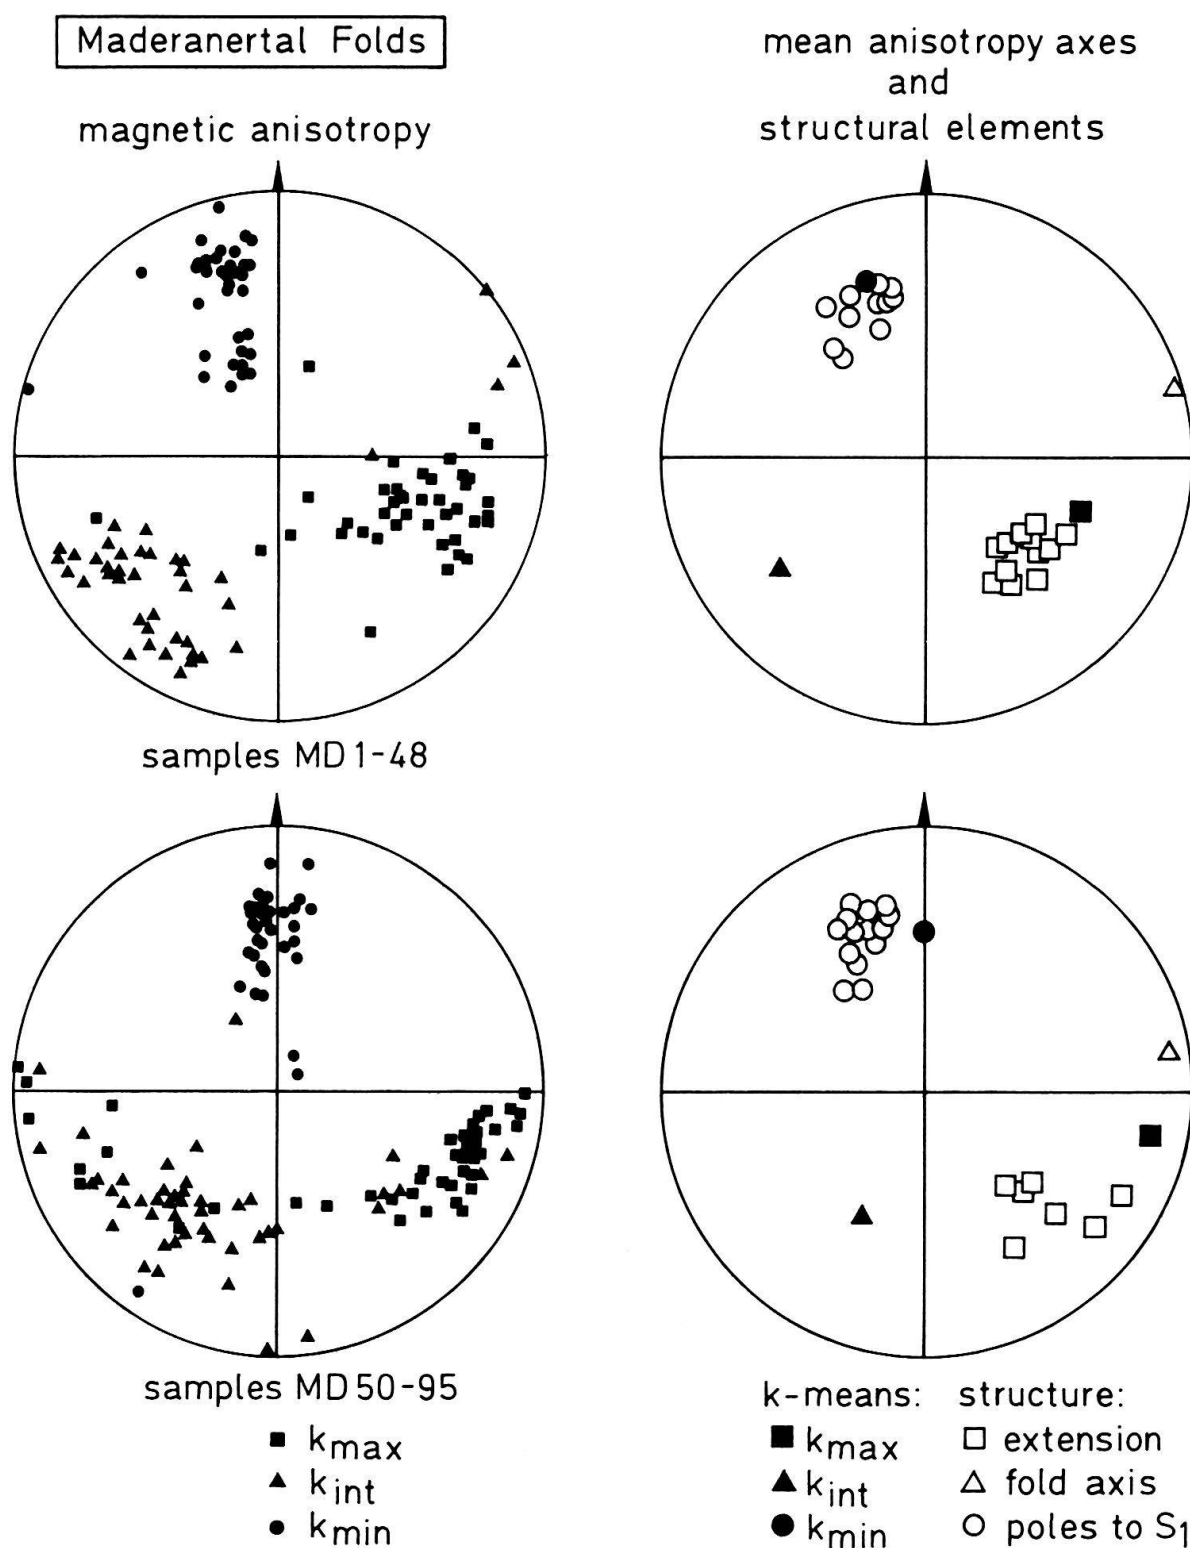 Maderanertal Folds
magnetic anisotropy
mean anisotropy axes
and
structural elements
samples MD 1-48
samples MD 50-95
kmax
kint
kmin
k-means:
kmax
kint
kmin
structure:
extension
fold axis
poles to S1